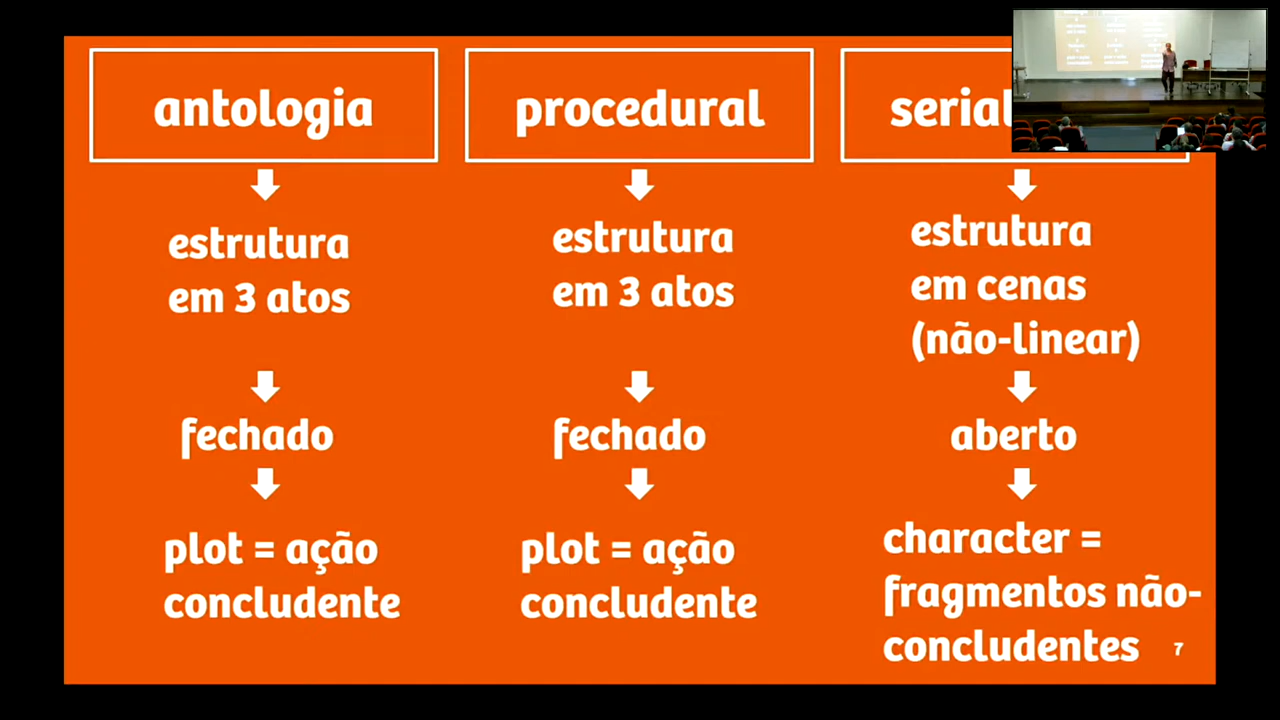 antologia
estrutura
em 3 atos
fechado
plot = ação
concludente
procedural
estrutura
em 3 atos
fechado
plot = ação
concludente
serial
estrutura
em cenas
(não-linear)
aberto
character =
fragmentos não-
concludentes
7